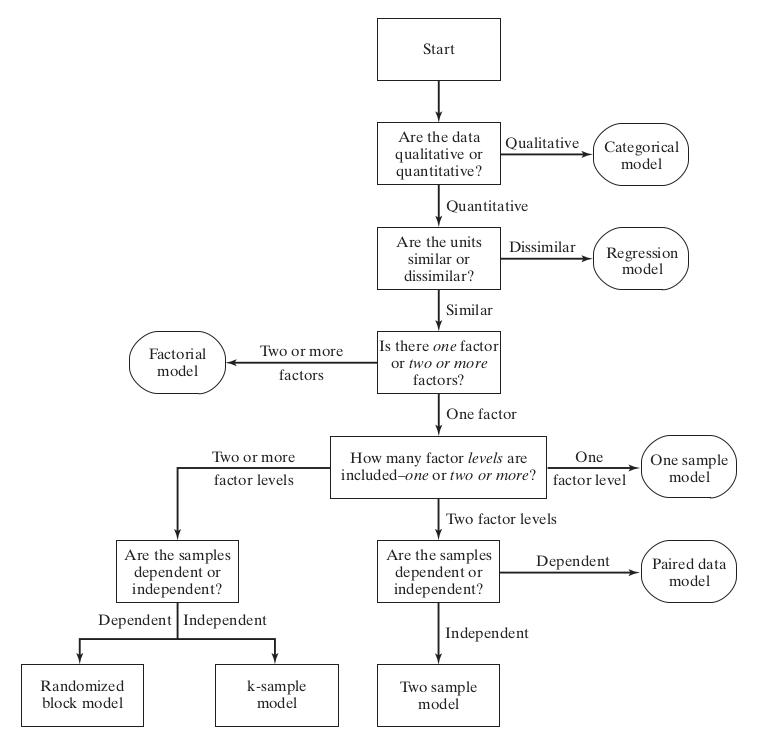 Start
Are the data
qualitative or
quantitative?
Qualitative
Categorical
model
Quantitative
Are the units
similar or
dissimilar?
Dissimilar
Regression
model
Similar
Is there one factor
or two or more
factors?
Two or more
factors
Factorial
model
One factor
How many factor levels are
included–one or two or more?
Two or more
factor levels
One
factor level
One sample
model
Two factor levels
Are the samples
dependent or
independent?
Are the samples
dependent or
independent?
Dependent
Paired data
model
Dependent
Independent
Independent
Randomized
block model
k-sample
model
Two sample
model